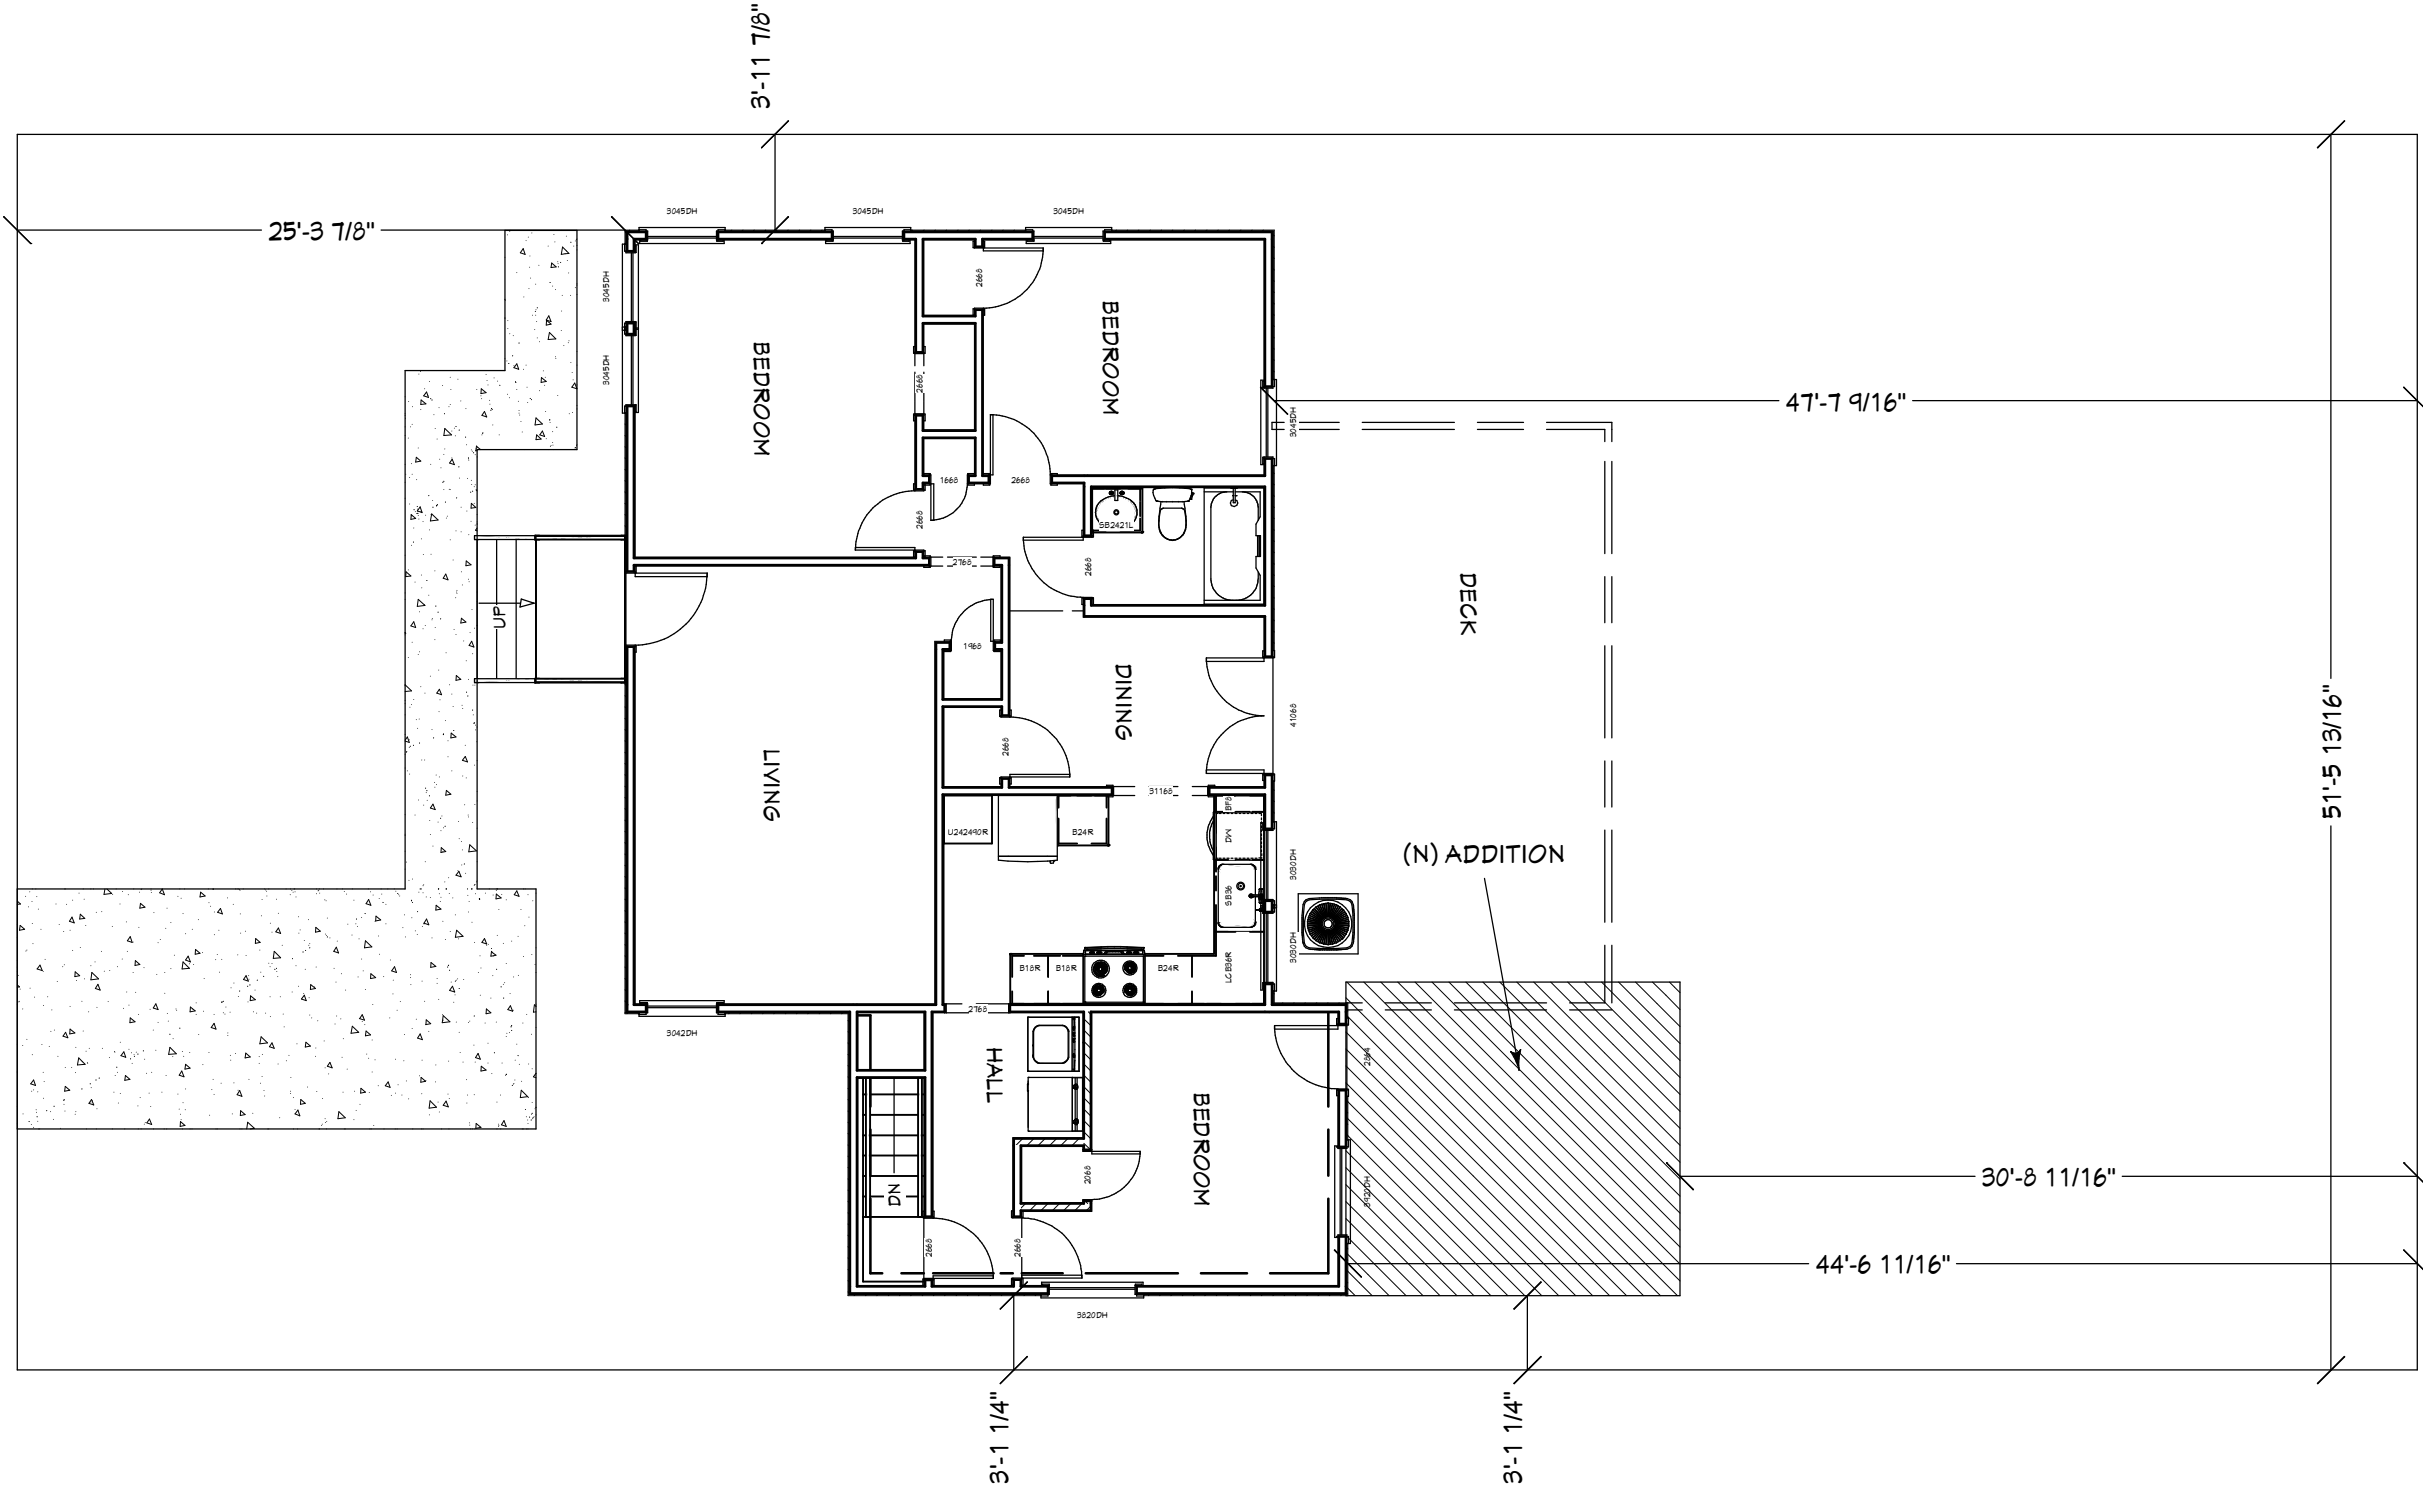 3'-11 7/8"
25'-3 7/8"
3045DH
3045DH
3045DH
3045DH
3045DH
2668
BEDROOM
BEDROOM
2668
47'-7 9/16"
3045DH
1668
2668
2668
SB2421L
2768
2668
UP
DECK
1968
DINING
LIVING
2668
41068
51'-5 13/16"
31168
BF3
U242490R
B24R
DW
(N) ADDITION
3030DH
SB36
3030DH
B18R
B18R
B24R
LCB36R
2768
3042DH
HALL
2864
BEDROOM
2068
DN
3920DH
30'-8 11/16"
2668
2668
44'-6 11/16"
3820DH
3'-1 1/4"
3'-1 1/4"